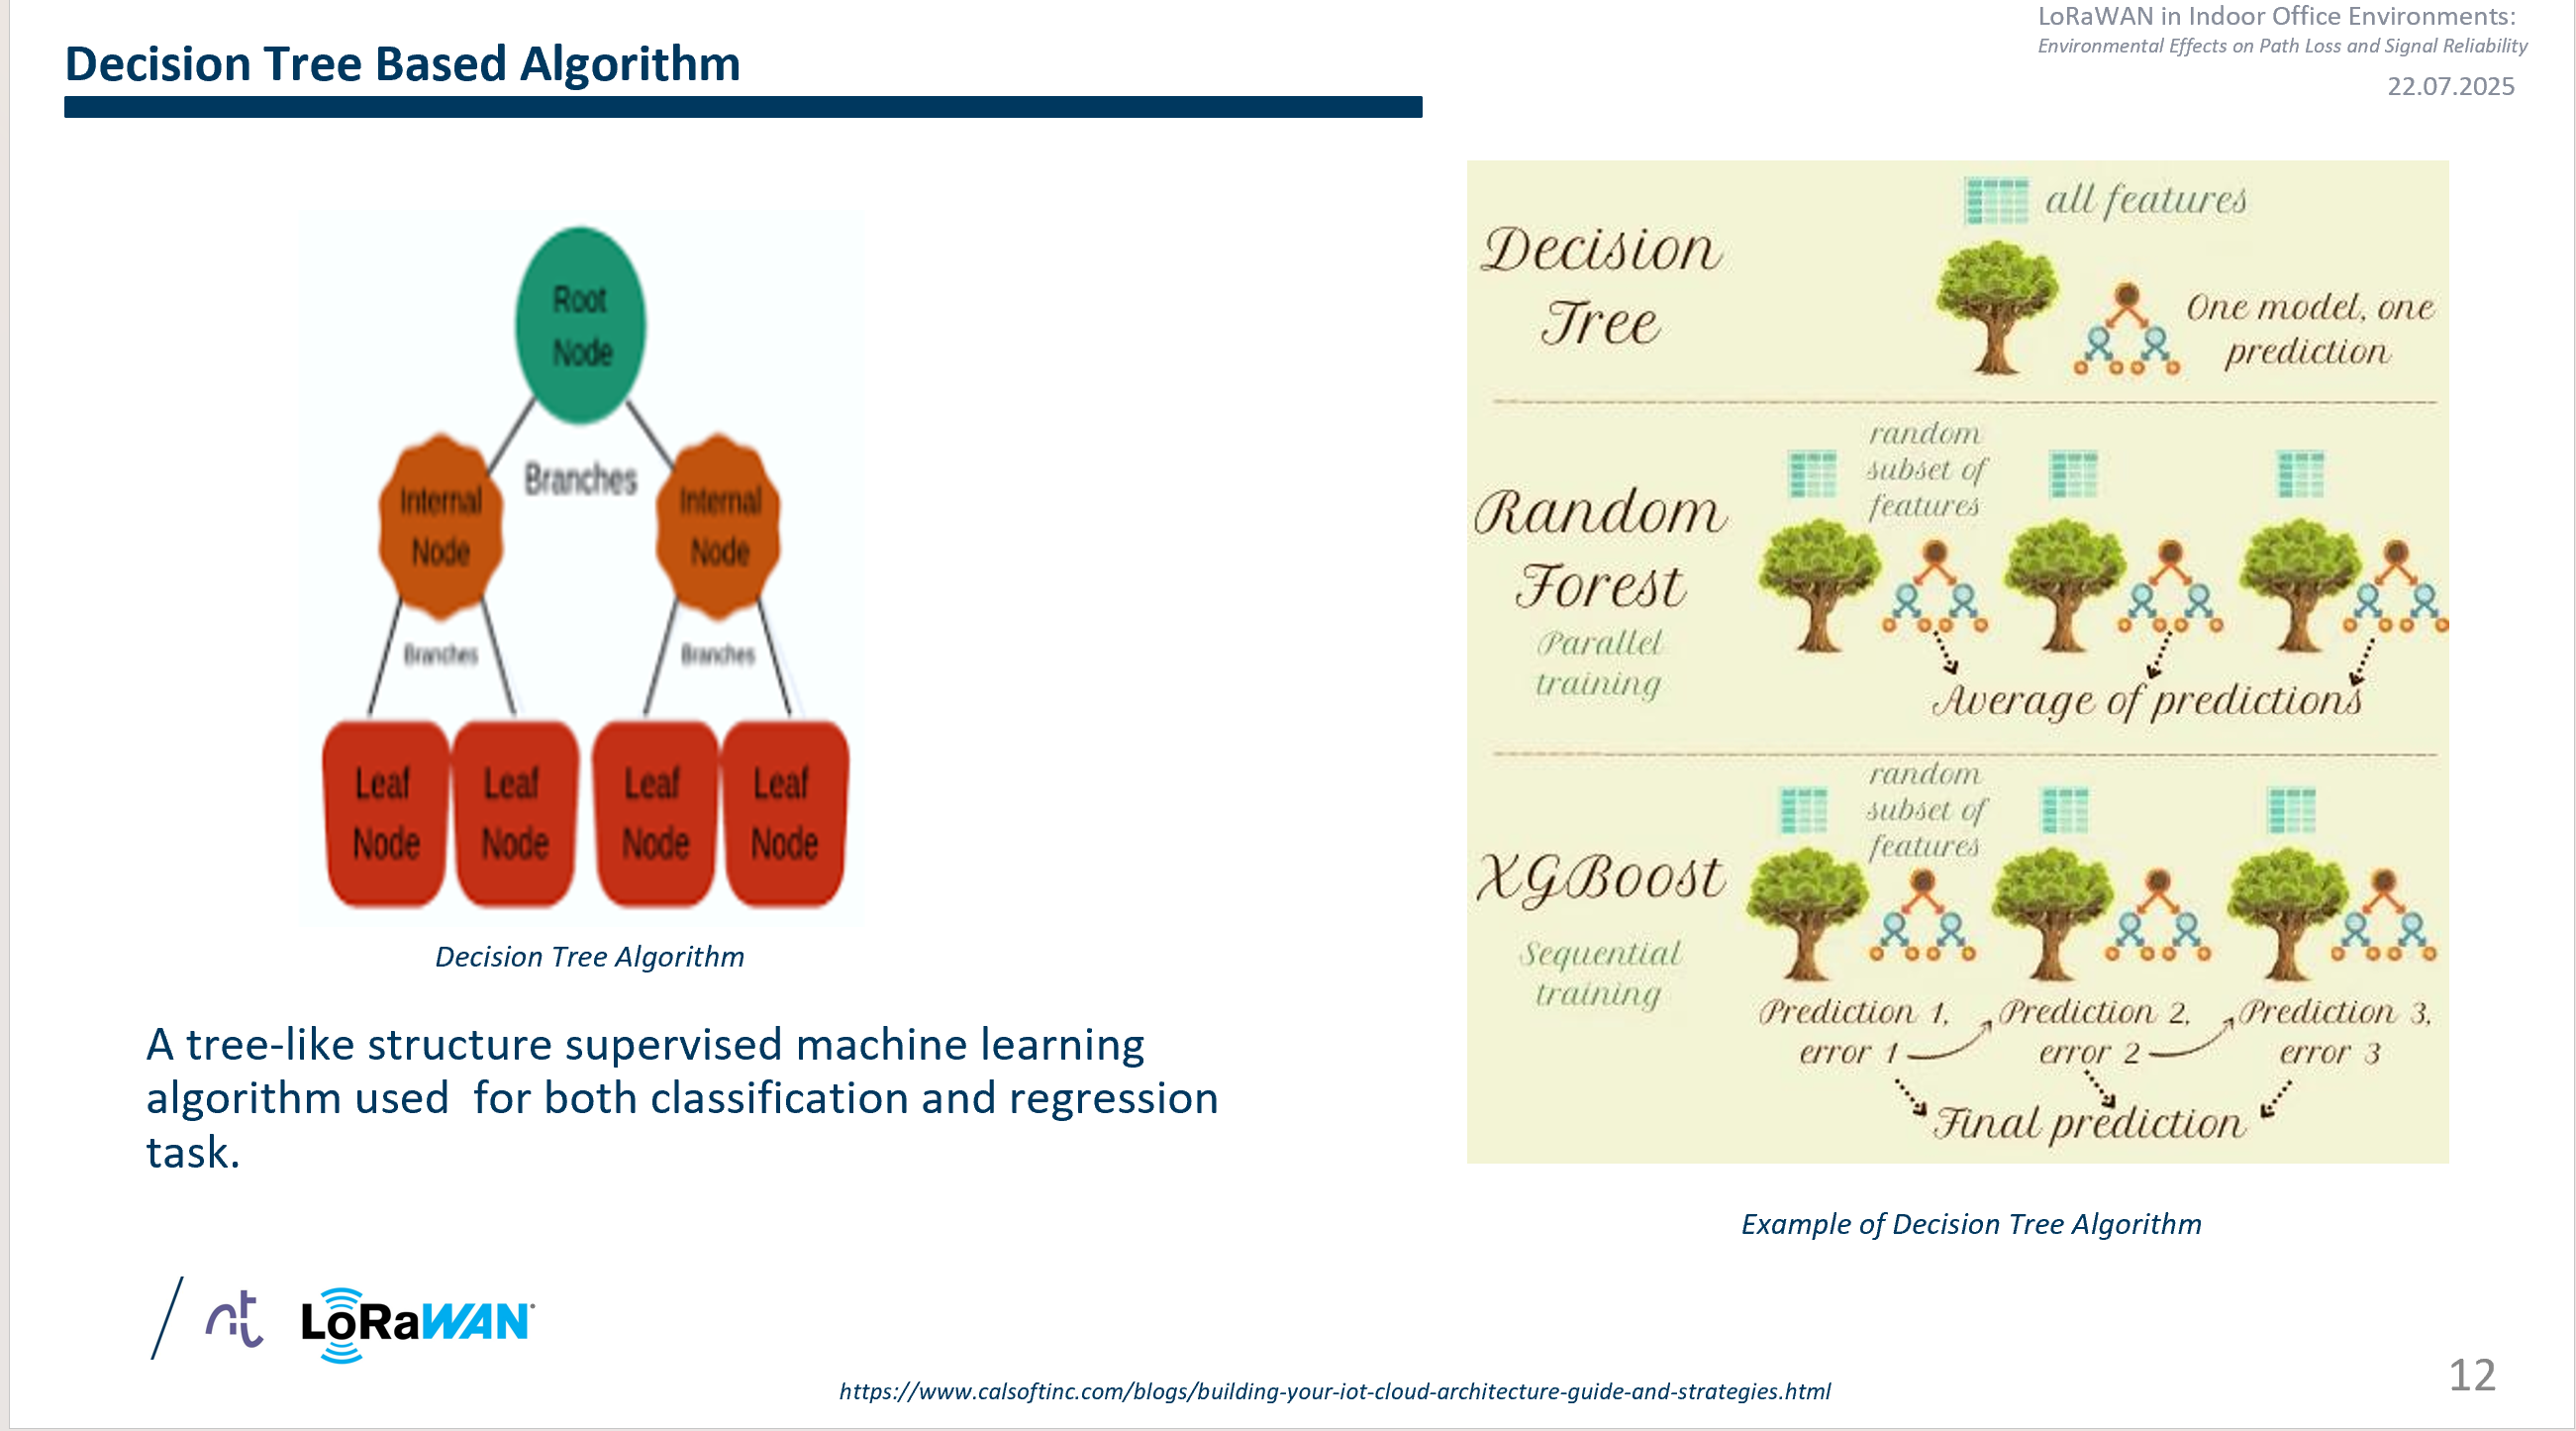 LoRaWAN in Indoor Office Environments:
Environmental Effects on Path Loss and Signal Reliability
22.07.2025
Decision Tree Based Algorithm
Root
Node
Branches
Internal
Node
Internal
Node
Branches
Branches
Leaf
Node
Leaf
Node
Leaf
Node
Leaf
Node
Decision Tree Algorithm
A tree-like structure supervised machine learning
algorithm used  for both classification and regression
task.
all features
Decision
Tree
One model, one
prediction
random
subset of
features
Random
Forest
Parallel
training
Average of predictions
random
subset of
features
XGBoost
Sequential
training
Prediction 1,
error 1
Prediction 2,
error 2
Prediction 3,
error 3
Final prediction
Example of Decision Tree Algorithm
nt
LoRaWAN
https://www.calsoftinc.com/blogs/building-your-iot-cloud-architecture-guide-and-strategies.html
12